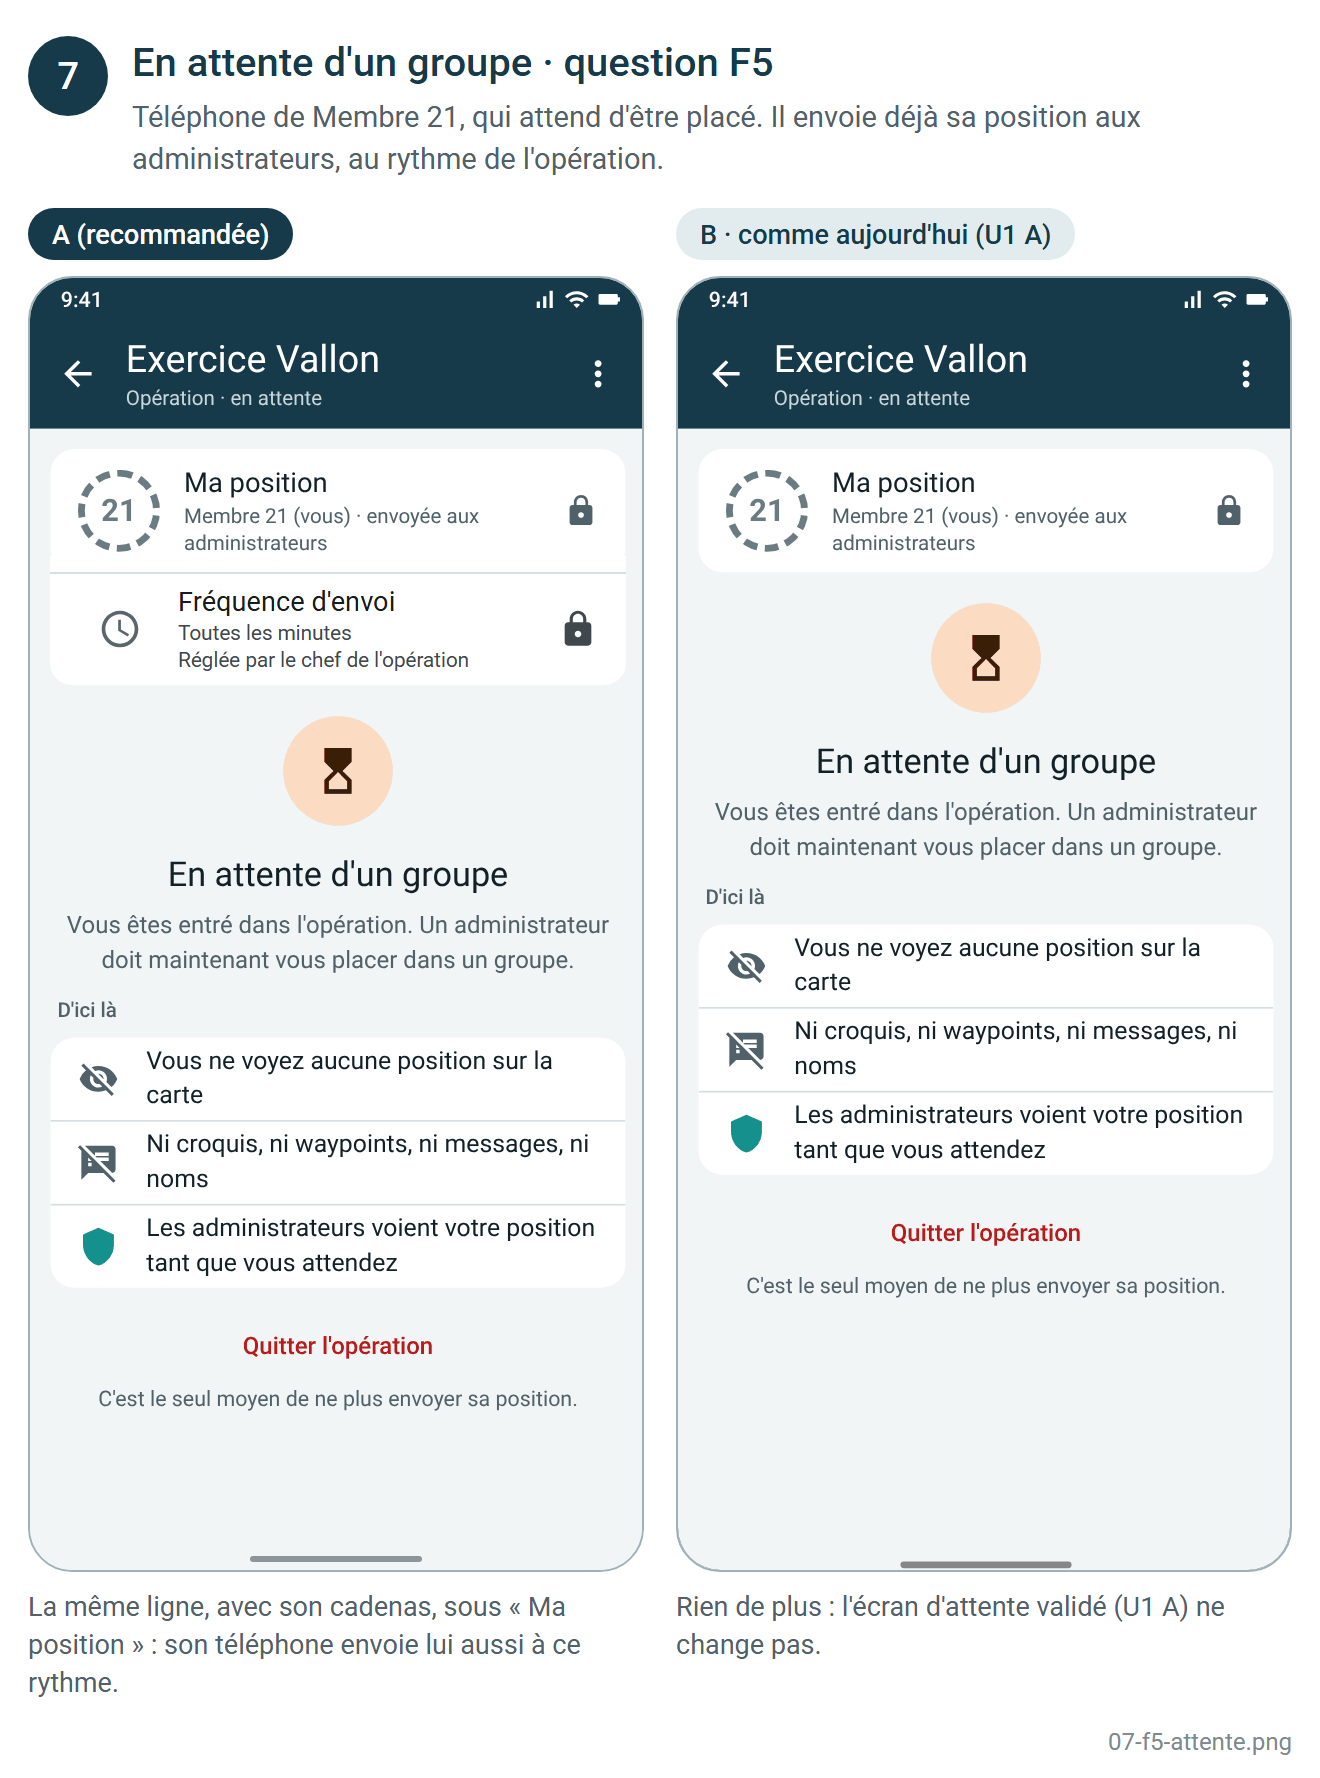 7
En attente d'un groupe · question F5
Téléphone de Membre 21, qui attend d'être placé. Il envoie déjà sa position aux
administrateurs, au rythme de l'opération.
A (recommandée)
9:41
Exercice Vallon
Opération · en attente
21
Ma position
Membre 21 (vous) · envoyée aux
administrateurs
Fréquence d'envoi
Toutes les minutes
Réglée par le chef de l'opération
En attente d'un groupe
Vous êtes entré dans l'opération. Un administrateur
doit maintenant vous placer dans un groupe.
D'ici là
Vous ne voyez aucune position sur la
carte
Ni croquis, ni waypoints, ni messages, ni
noms
Les administrateurs voient votre position
tant que vous attendez
Quitter l'opération
C'est le seul moyen de ne plus envoyer sa position.
La même ligne, avec son cadenas, sous « Ma
position » : son téléphone envoie lui aussi à ce
rythme.
B · comme aujourd'hui (U1 A)
9:41
Exercice Vallon
Opération · en attente
21
Ma position
Membre 21 (vous) · envoyée aux
administrateurs
En attente d'un groupe
Vous êtes entré dans l'opération. Un administrateur
doit maintenant vous placer dans un groupe.
D'ici là
Vous ne voyez aucune position sur la
carte
Ni croquis, ni waypoints, ni messages, ni
noms
Les administrateurs voient votre position
tant que vous attendez
Quitter l'opération
C'est le seul moyen de ne plus envoyer sa position.
Rien de plus : l'écran d'attente validé (U1 A) ne
change pas.
07-f5-attente.png